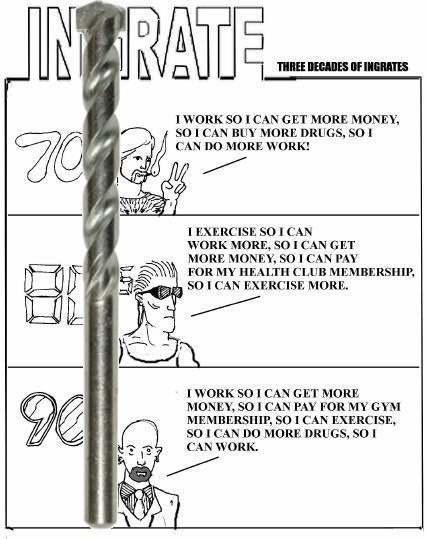 INGRATE
THREE DECADES OF INGRATES
70
I WORK SO I CAN GET MORE MONEY,
SO I CAN BUY MORE DRUGS, SO I
CAN DO MORE WORK!
80
I EXERCISE SO I CAN
WORK MORE, SO I CAN GET
MORE MONEY, SO I CAN PAY
FOR MY HEALTH CLUB MEMBERSHIP,
SO I CAN EXERCISE MORE.
90
I WORK SO I CAN GET MORE
MONEY, SO I CAN PAY FOR MY GYM
MEMBERSHIP, SO I CAN EXERCISE,
SO I CAN DO MORE DRUGS, SO I
CAN WORK.